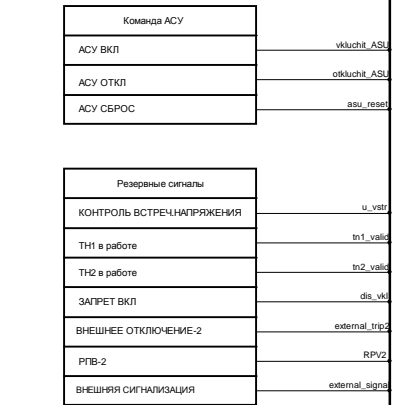 Команда АСУ
АСУ ВКЛ vkluchit_ASU
АСУ ОТКЛ otkluchit_ASU
АСУ СБРОС asu_reset
Резервные сигналы
КОНТРОЛЬ ВСТРЕЧ.НАПРЯЖЕНИЯ u_vstr
ТН1 в работе tn1_valid
ТН2 в работе tn2_valid
ЗАПРЕТ ВКЛ dis_vkl
ВНЕШНЕЕ ОТКЛЮЧЕНИЕ-2 external_trip2
РПВ-2 RPV2
ВНЕШНЯЯ СИГНАЛИЗАЦИЯ external_signal